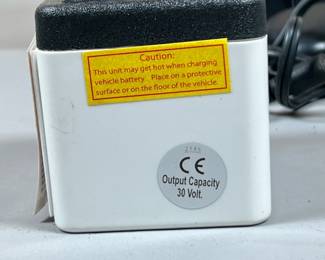 Caution:
This unit may get hot when charging
vehicle battery. Place on a protective
surface or on the floor of the vehicle.
CE
Output Capacity
30 Volt.